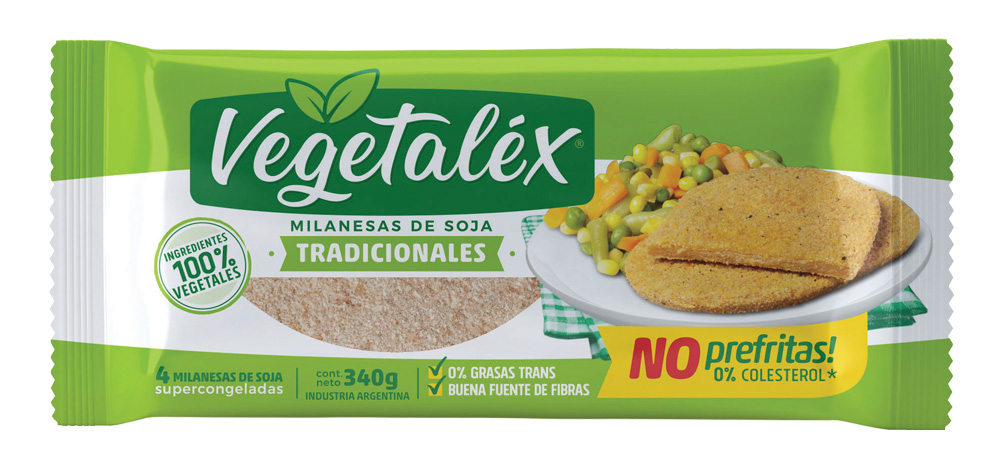 Vegetaléx®
MILANESAS DE SOJA
· TRADICIONALES ·
INGREDIENTES
100%
VEGETALES
4 MILANESAS DE SOJA
supercongeladas
cont.
neto 340g
INDUSTRIA ARGENTINA
0% GRASAS TRANS
BUENA FUENTE DE FIBRAS
NO prefritas!
0% COLESTEROL*